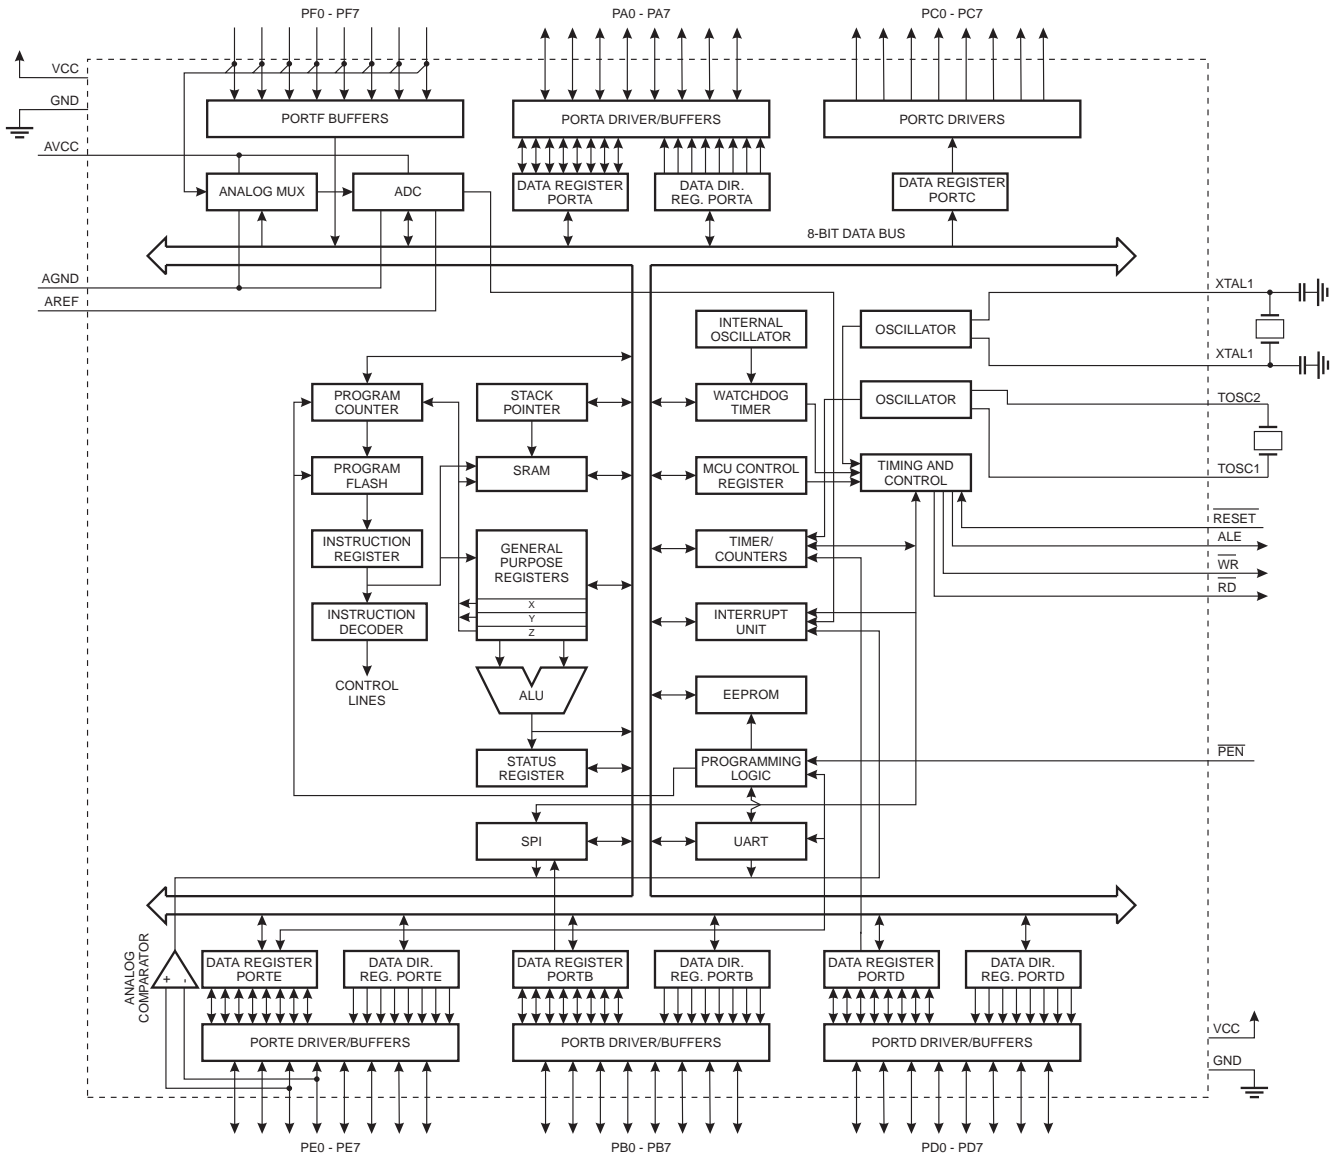 PF0 - PF7
PA0 - PA7
PC0 - PC7
VCC
GND
AVCC
PORTF BUFFERS
PORTA DRIVER/BUFFERS
PORTC DRIVERS
ANALOG MUX
ADC
DATA REGISTER
PORTA
DATA DIR.
REG. PORTA
DATA REGISTER
PORTC
8-BIT DATA BUS
AGND
AREF
XTAL1
INTERNAL
OSCILLATOR
OSCILLATOR
XTAL1
PROGRAM
COUNTER
STACK
POINTER
WATCHDOG
TIMER
OSCILLATOR
TOSC2
PROGRAM
FLASH
SRAM
MCU CONTROL
REGISTER
TIMING AND
CONTROL
TOSC1
RESET
ALE
WR
RD
INSTRUCTION
REGISTER
GENERAL
PURPOSE
REGISTERS
X
Y
Z
TIMER/
COUNTERS
INSTRUCTION
DECODER
INTERRUPT
UNIT
CONTROL
LINES
ALU
EEPROM
STATUS
REGISTER
PROGRAMMING
LOGIC
PEN
SPI
UART
ANALOG
COMPARATOR
+
-
DATA REGISTER
PORTE
DATA DIR.
REG. PORTE
DATA REGISTER
PORTB
DATA DIR.
REG. PORTB
DATA REGISTER
PORTD
DATA DIR.
REG. PORTD
PORTE DRIVER/BUFFERS
PORTB DRIVER/BUFFERS
PORTD DRIVER/BUFFERS
VCC
GND
PE0 - PE7
PB0 - PB7
PD0 - PD7